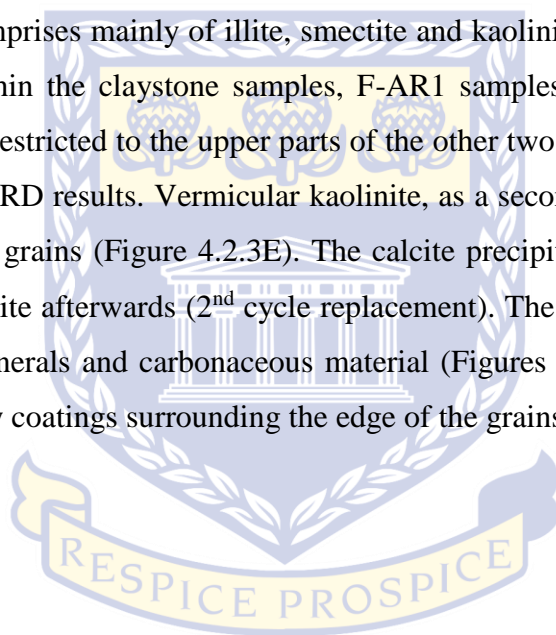 mprises mainly of illite, smectite and kaolini
hin the claystone samples, F-AR1 samples
restricted to the upper parts of the other two
RD results. Vermicular kaolinite, as a secon
grains (Figure 4.2.3E). The calcite precipit
ite afterwards (2nd cycle replacement). The
nerals and carbonaceous material (Figures
y coatings surrounding the edge of the grains
RESPICE PROSPICE